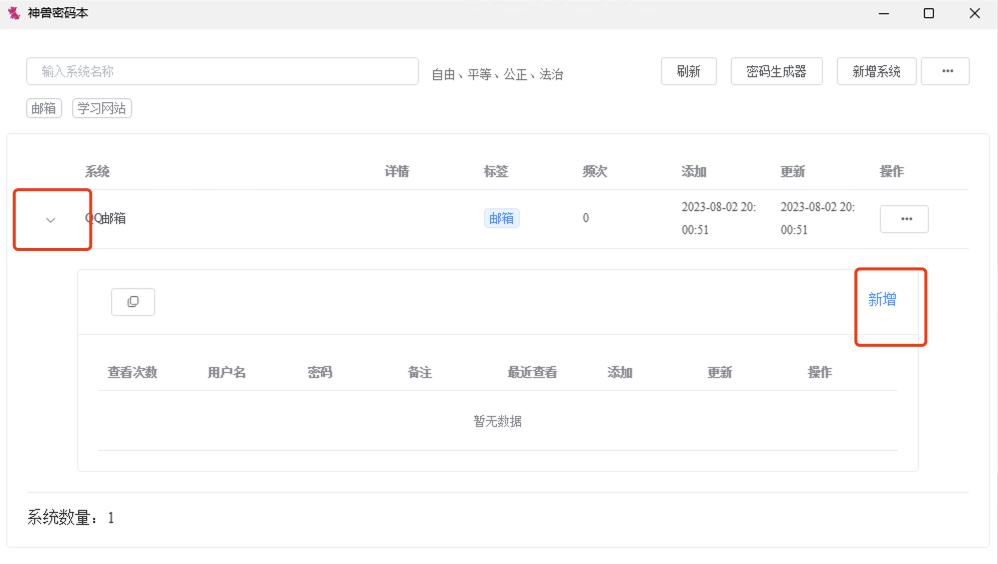 神兽密码本
输入系统名称
自由、平等、公正、法治
刷新
密码生成器
新增系统
...
邮箱
学习网站
系统 详情 标签 频次 添加 更新 操作
QQ邮箱 邮箱 0 2023-08-02 20:00:51 2023-08-02 20:00:51 ...
新增
查看次数 用户名 密码 备注 最近查看 添加 更新 操作
暂无数据
系统数量：1